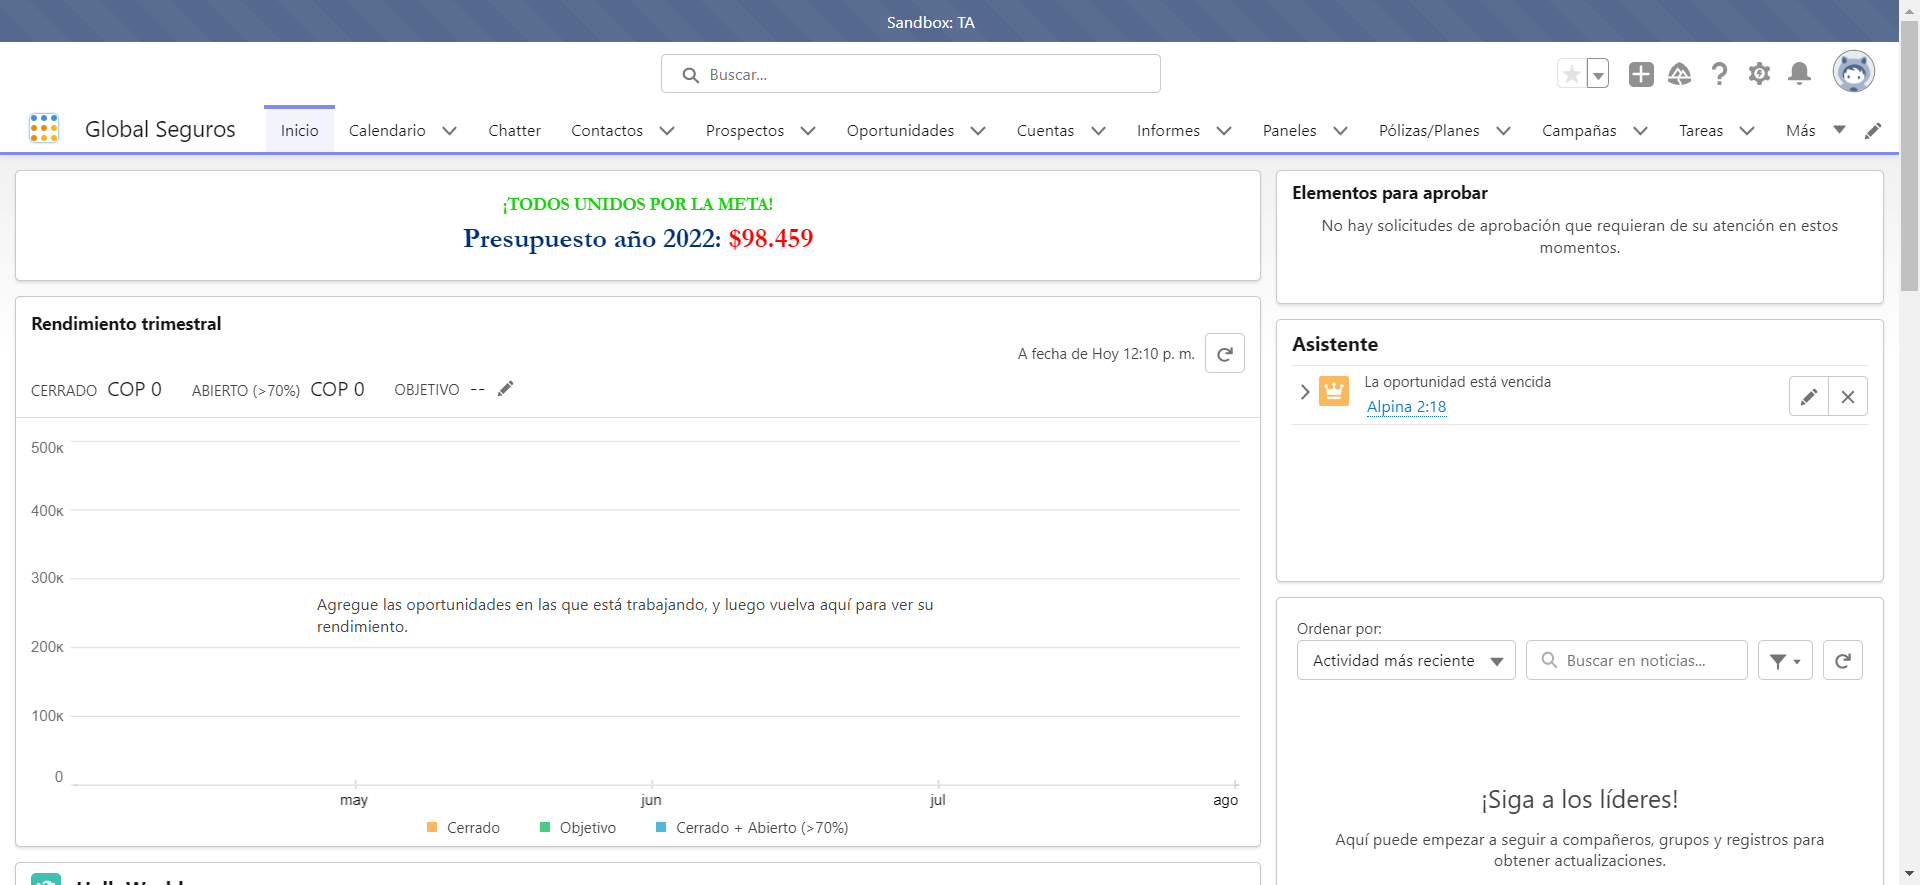 Sandbox: TA
Buscar...
Global Seguros
Inicio
Calendario
Chatter
Contactos
Prospectos
Oportunidades
Cuentas
Informes
Paneles
Pólizas/Planes
Campañas
Tareas
Más
¡TODOS UNIDOS POR LA META!
Presupuesto año 2022: $98.459
Rendimiento trimestral
A fecha de Hoy 12:10 p. m.
CERRADO COP 0 ABIERTO (>70%) COP 0 OBJETIVO --
500K
400K
300K
Agregue las oportunidades en las que está trabajando, y luego vuelva aquí para ver su
rendimiento.
200K
100K
0
may jun jul ago
Cerrado Objetivo Cerrado + Abierto (>70%)
Elementos para aprobar
No hay solicitudes de aprobación que requieran de su atención en estos
momentos.
Asistente
La oportunidad está vencida
Alpina 2:18
Ordenar por:
Actividad más reciente
Buscar en noticias...
¡Siga a los líderes!
Aquí puede empezar a seguir a compañeros, grupos y registros para
obtener actualizaciones.